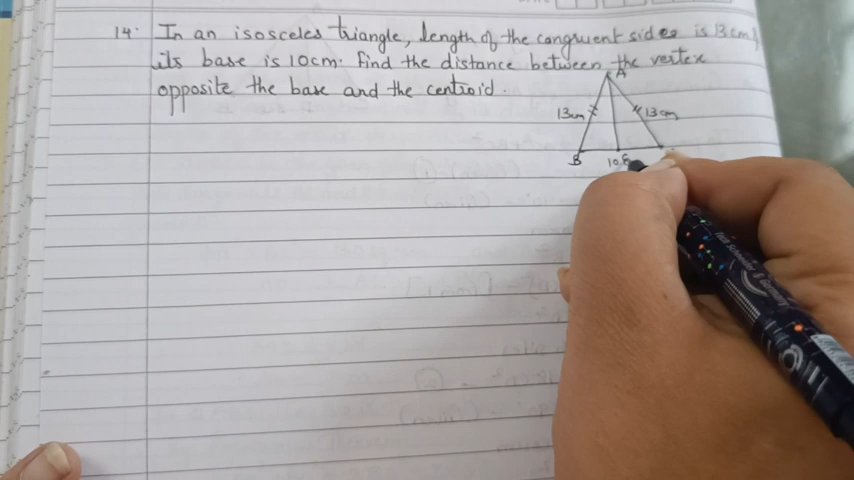 14. In an isosceles triangle, length of the congruent sides is 13cm,
its base is 10cm. Find the distance between the vertex
opposite the base and the centroid.
A
13cm
13cm
B